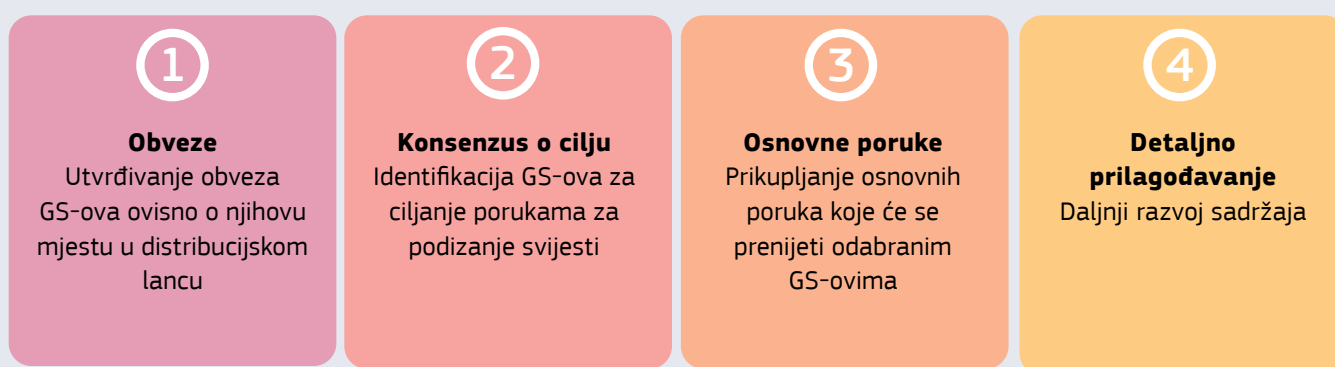 1
Obveze
Utvrđivanje obveza
GS-ova ovisno o njihovu
mjestu u distribucijskom
lancu
2
Konsenzus o cilju
Identifikacija GS-ova za
ciljanje porukama za
podizanje svijesti
3
Osnovne poruke
Prikupljanje osnovnih
poruka koje će se
prenijeti odabranim
GS-ovima
4
Detaljno
prilagođavanje
Daljnji razvoj sadržaja